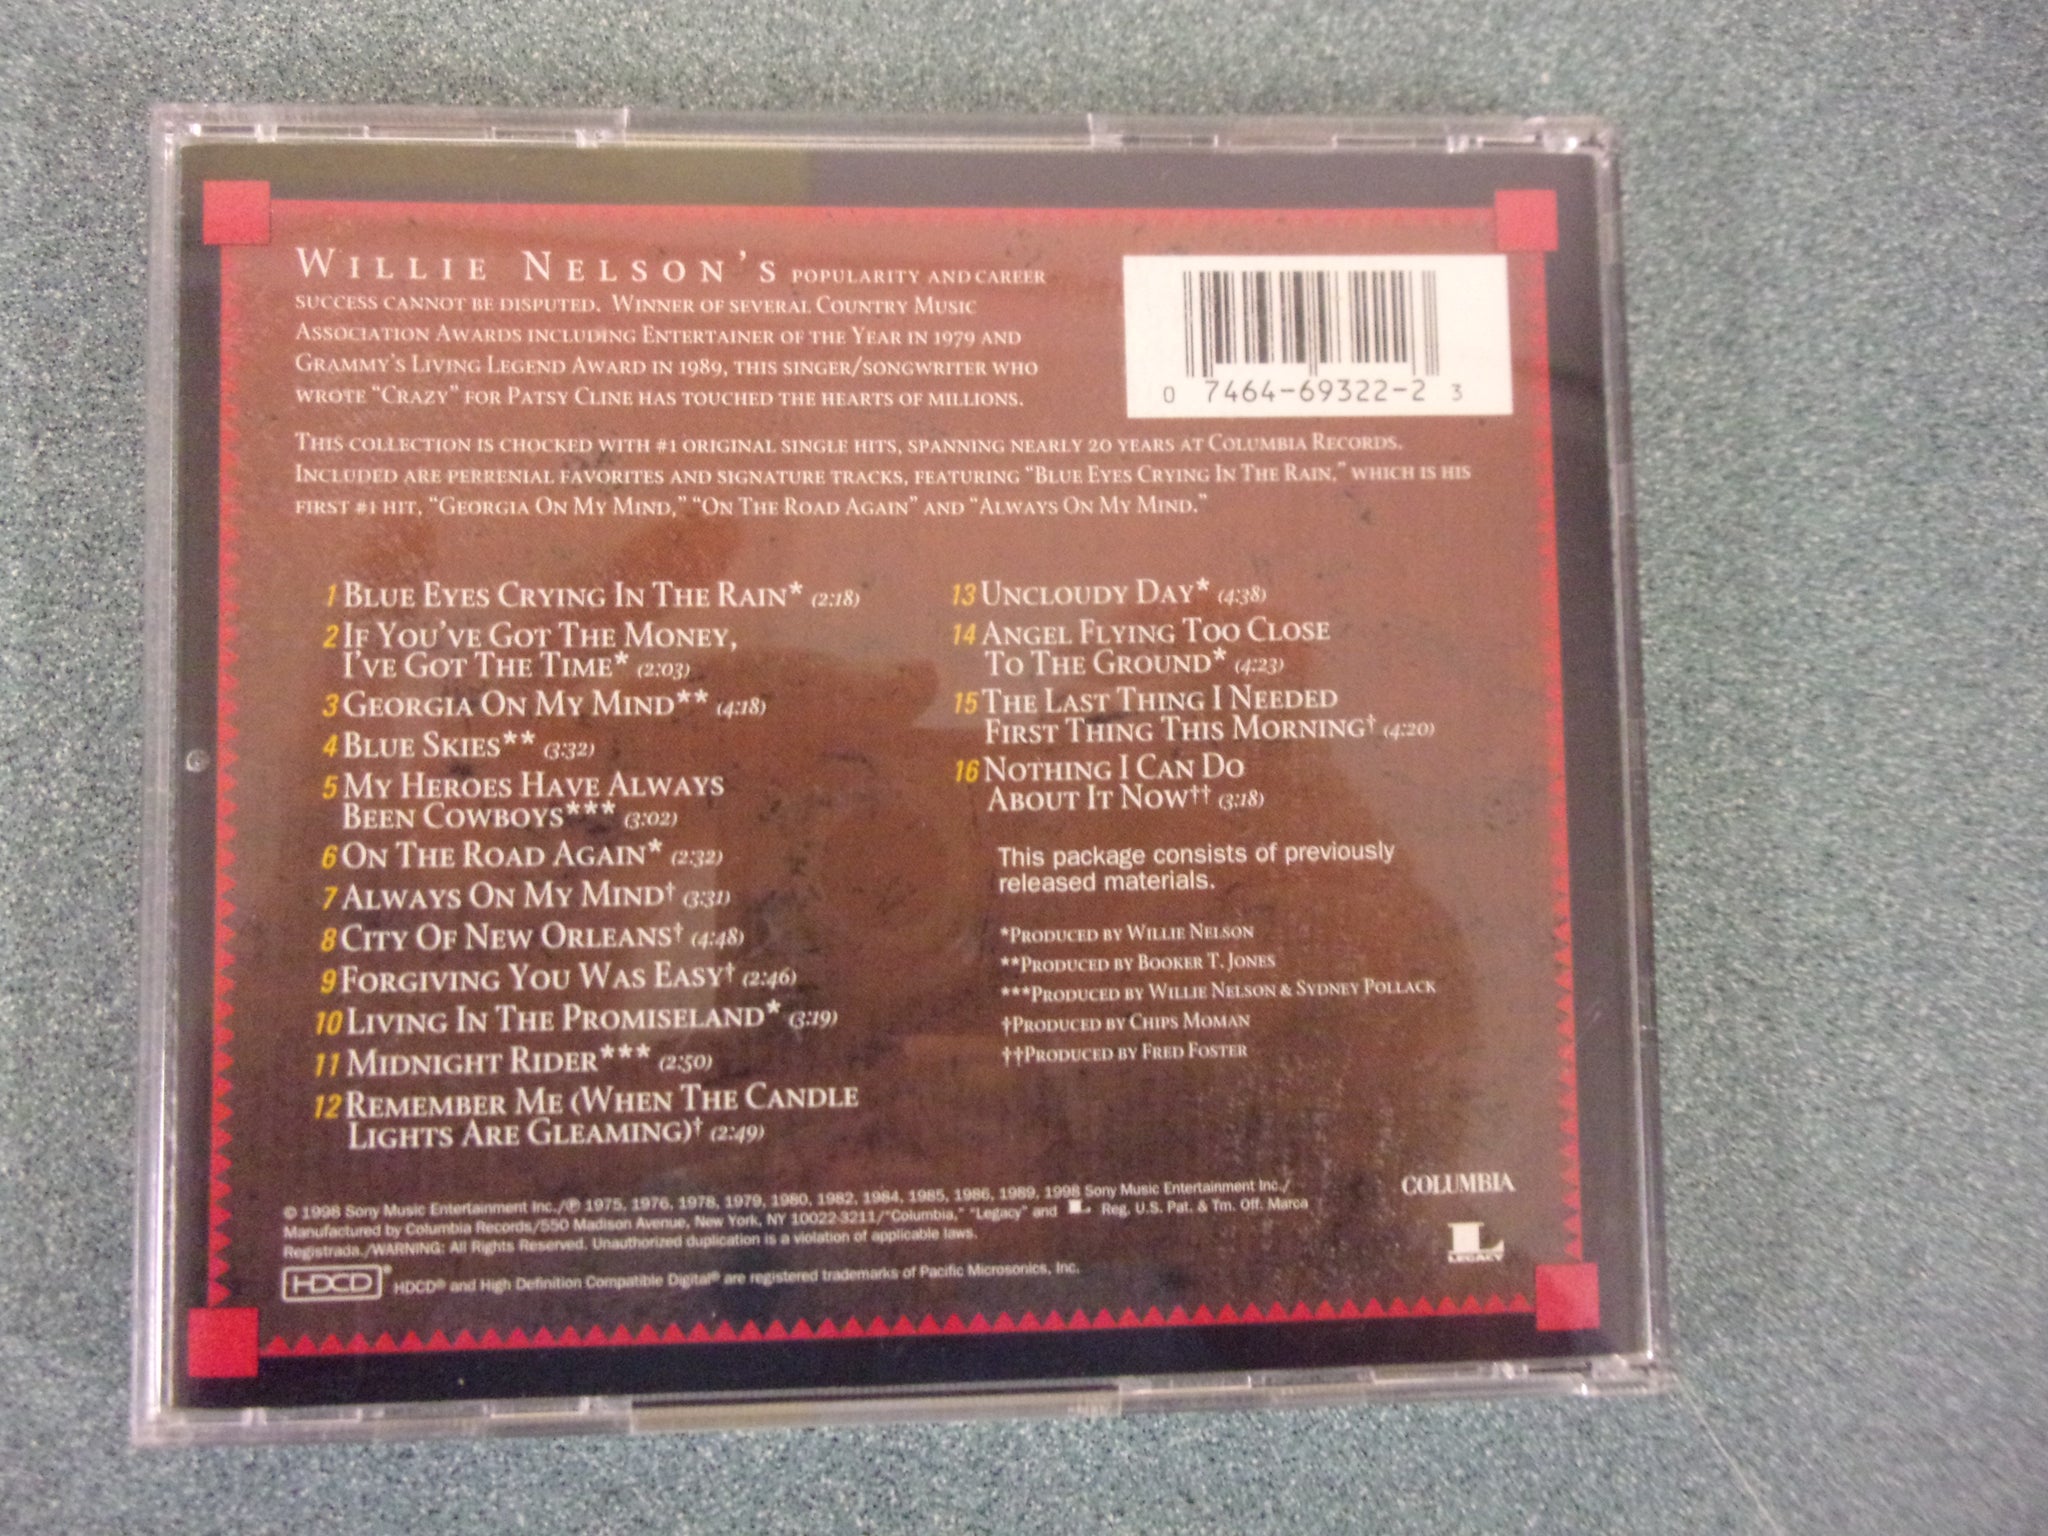 WILLIE NELSON'S POPULARITY AND CAREER
SUCCESS CANNOT BE DISPUTED. WINNER OF SEVERAL COUNTRY MUSIC
ASSOCIATION AWARDS INCLUDING ENTERTAINER OF THE YEAR IN 1979 AND
GRAMMY'S LIVING LEGEND AWARD IN 1989, THIS SINGER/SONGWRITER WHO
WROTE "CRAZY" FOR PATSY CLINE HAS TOUCHED THE HEARTS OF MILLIONS.
0 7464-69322-2 3
THIS COLLECTION IS CHOCKED WITH #1 ORIGINAL SINGLE HITS, SPANNING NEARLY 20 YEARS AT COLUMBIA RECORDS.
INCLUDED ARE PERRENIAL FAVORITES AND SIGNATURE TRACKS, FEATURING "BLUE EYES CRYING IN THE RAIN," WHICH IS HIS
FIRST #1 HIT, "GEORGIA ON MY MIND," "ON THE ROAD AGAIN" AND "ALWAYS ON MY MIND."
1 BLUE EYES CRYING IN THE RAIN* (2:18)
2 IF YOU'VE GOT THE MONEY,
I'VE GOT THE TIME* (2:03)
3 GEORGIA ON MY MIND** (4:18)
4 BLUE SKIES** (3:32)
5 MY HEROES HAVE ALWAYS
BEEN COWBOYS*** (3:02)
6 ON THE ROAD AGAIN* (2:32)
7 ALWAYS ON MY MIND† (3:31)
8 CITY OF NEW ORLEANS† (4:48)
9 FORGIVING YOU WAS EASY† (2:46)
10 LIVING IN THE PROMISELAND* (3:19)
11 MIDNIGHT RIDER*** (2:50)
12 REMEMBER ME (WHEN THE CANDLE
LIGHTS ARE GLEAMING)† (2:49)
13 UNCLOUDY DAY* (4:38)
14 ANGEL FLYING TOO CLOSE
TO THE GROUND* (4:23)
15 THE LAST THING I NEEDED
FIRST THING THIS MORNING† (4:20)
16 NOTHING I CAN DO
ABOUT IT NOW†† (3:18)
This package consists of previously
released materials.
*PRODUCED BY WILLIE NELSON
**PRODUCED BY BOOKER T. JONES
***PRODUCED BY WILLIE NELSON & SYDNEY POLLACK
†PRODUCED BY CHIPS MOMAN
††PRODUCED BY FRED FOSTER
© 1998 Sony Music Entertainment Inc./℗ 1975, 1976, 1978, 1979, 1980, 1982, 1984, 1985, 1986, 1989, 1998 Sony Music Entertainment Inc./
Manufactured by Columbia Records/550 Madison Avenue, New York, NY 10022-3211/"Columbia," "Legacy" and L Reg. U.S. Pat. & Tm. Off. Marca
Registrada./WARNING: All Rights Reserved. Unauthorized duplication is a violation of applicable laws.
HDCD® HDCD® and High Definition Compatible Digital® are registered trademarks of Pacific Microsonics, Inc.
COLUMBIA
L
LEGACY